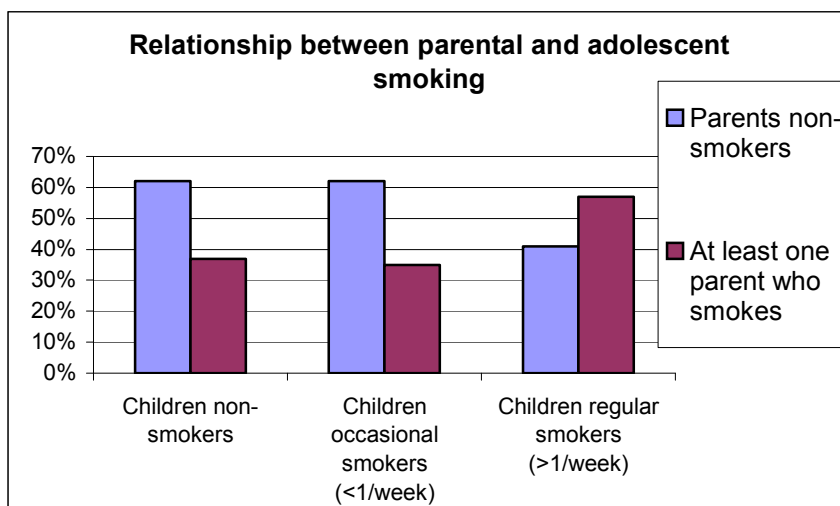 Relationship between parental and adolescent
smoking
Parents non-
smokers
At least one
parent who
smokes
70%
60%
50%
40%
30%
20%
10%
0%
Children non-
smokers
Children
occasional
smokers
(<1/week)
Children regular
smokers
(>1/week)